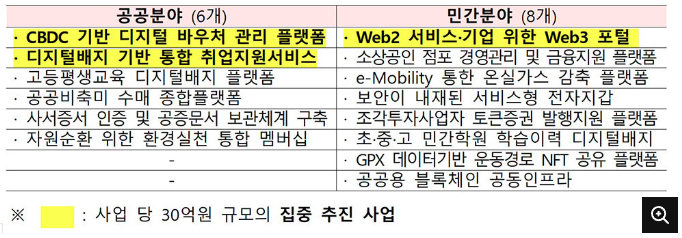 공공분야 (6개) 민간분야 (8개)
· CBDC 기반 디지털 바우처 관리 플랫폼 · Web2 서비스·기업 위한 Web3 포털
· 디지털배지 기반 통합 취업지원서비스 · 소상공인 점포 경영관리 및 금융지원 플랫폼
· 고등평생교육 디지털배지 플랫폼 · e-Mobility 통한 온실가스 감축 플랫폼
· 공공비축미 수매 종합플랫폼 · 보안이 내재된 서비스형 전자지갑
· 사서증서 인증 및 공증문서 보관체계 구축 · 조각투자사업자 토큰증권 발행지원 플랫폼
· 자원순환 위한 환경실천 통합 멤버십 · 초·중·고 민간학원 학습이력 디지털배지
- · GPX 데이터기반 운동경로 NFT 공유 플랫폼
- · 공공용 블록체인 공동인프라
※ : 사업 당 30억원 규모의 집중 추진 사업